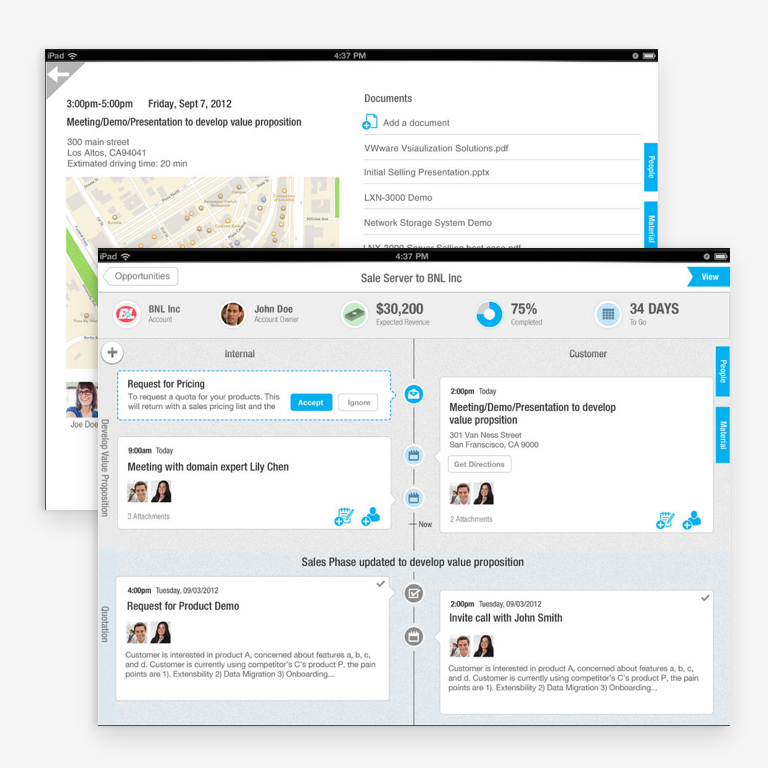 iPad 4:37 PM
3:00pm-5:00pm Friday, Sept 7, 2012
Meeting/Demo/Presentation to develop value proposition
300 main street
Los Altos, CA94041
Extimated driving time: 20 min
Joe Doe
Documents
Add a document
VWware Vsiaulization Solutions.pdf
Initial Selling Presentation.pptx
LXN-3000 Demo
Network Storage System Demo
People
Material
iPad 4:37 PM
Opportunities
Sale Server to BNL Inc
View
BNL Inc
Account
John Doe
Account Owner
$30,200
Expected Revenue
75%
Completed
34 DAYS
To Go
Internal
Customer
People
Material
Develop Value Proposition
Request for Pricing
To request a quota for your products. This
will return with a sales pricing list and the
Accept
Ignore
9:00am Today
Meeting with domain expert Lily Chen
3 Attachments
2:00pm Today
Meeting/Demo/Presentation to develop
value propsition
301 Van Ness Street
San Franscisco, CA 9000
Get Directions
2 Attachments
Now
Sales Phase updated to develop value proposition
Quotation
4:00pm Tuesday, 09/03/2012
Request for Product Demo
Customer is interested in product A, concerned about features a, b, c,
and d. Customer is currently using competitor's C's product P, the pain
points are 1). Extensbility 2) Data Migration 3) Onboarding...
2:00pm Tuesday, 09/03/2012
Invite call with John Smith
Customer is interested in product A, concerned about features a, b, c,
and d. Customer is currently using competitor's C's product P, the pain
points are 1). Extensbility 2) Data Migration 3) Onboarding...